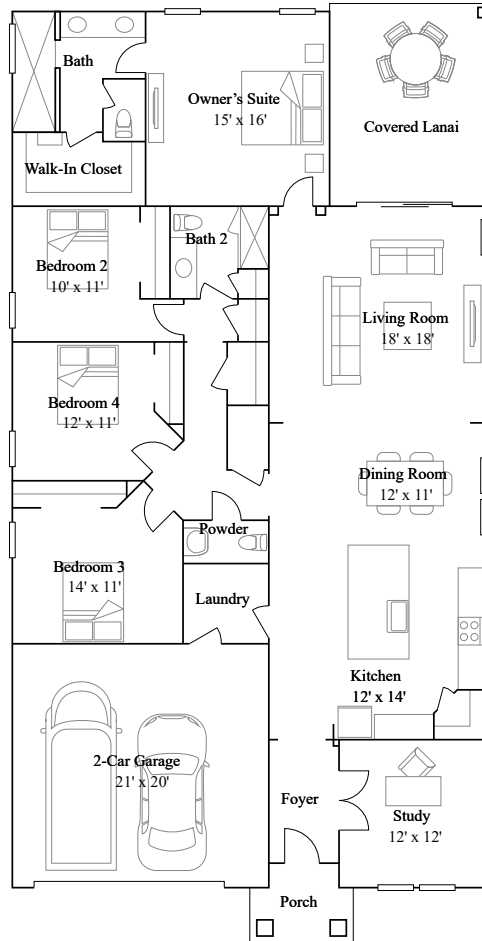 Bath
Owner's Suite
15' x 16'
Covered Lanai
Walk-In Closet
Bath 2
Bedroom 2
10' x 11'
Living Room
18' x 18'
Bedroom 4
12' x 11'
Dining Room
12' x 11'
Powder
Bedroom 3
14' x 11'
Laundry
Kitchen
12' x 14'
2-Car Garage
21' x 20'
Foyer
Study
12' x 12'
Porch